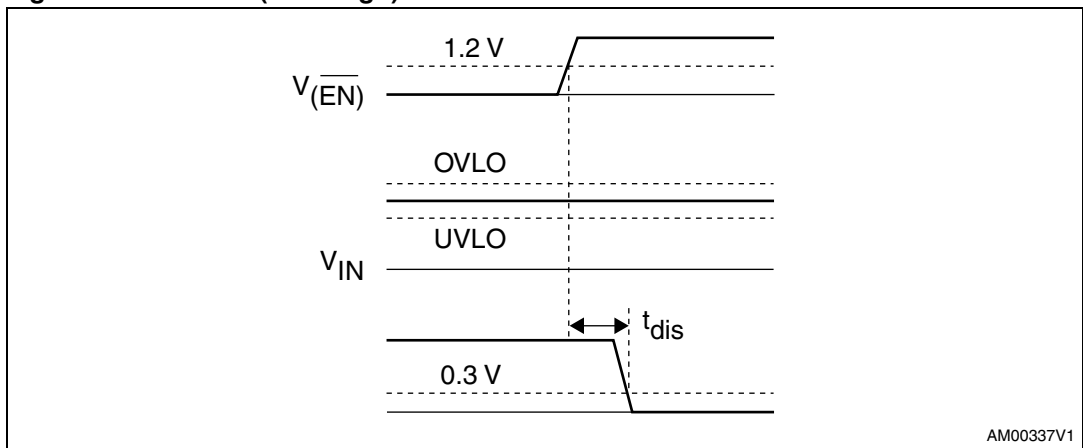 1.2 V
V(EN)
OVLO
UVLO
VIN
tdis
0.3 V
AM00337V1